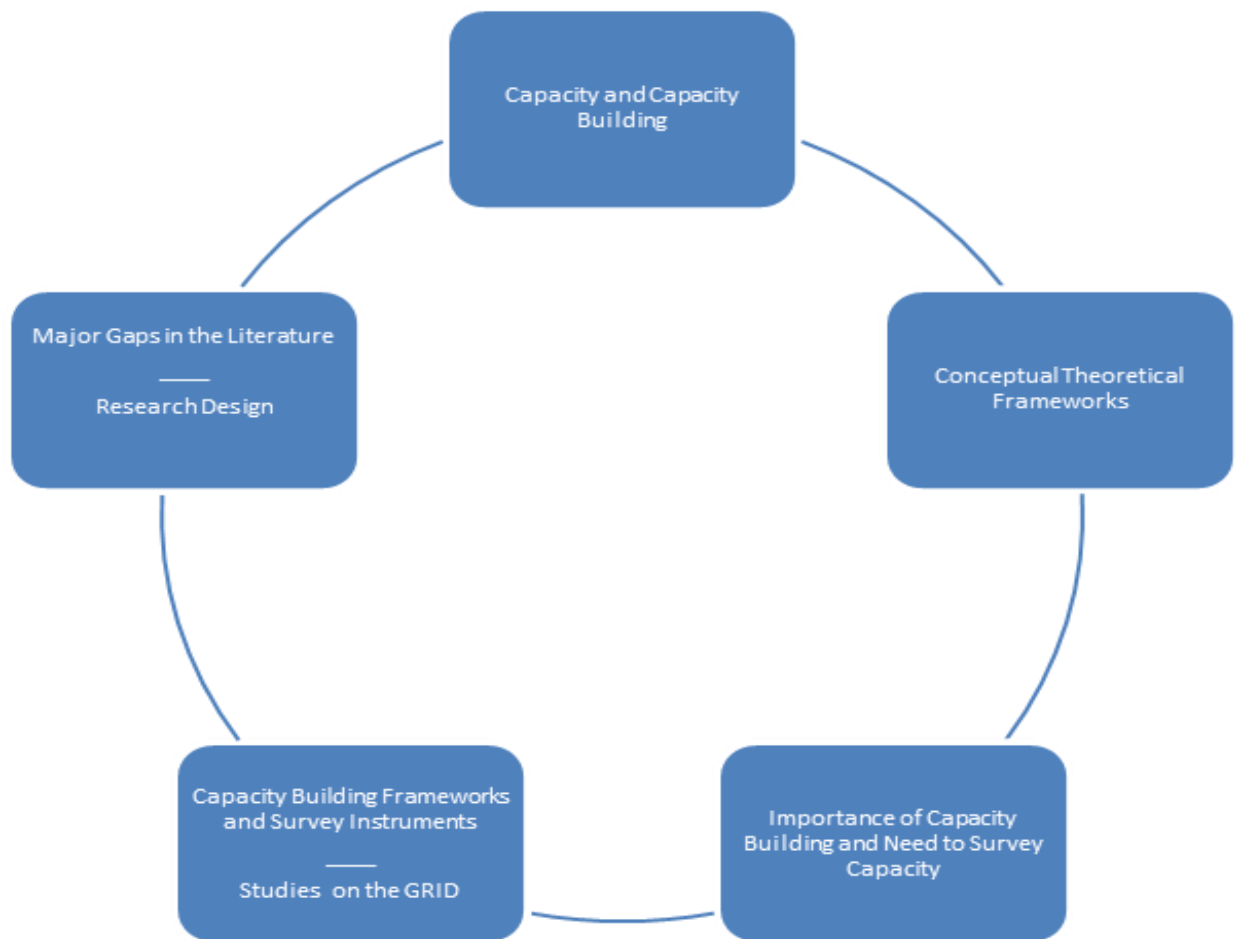 Capacity and Capacity
Building
Conceptual Theoretical
Frameworks
Importance of Capacity
Building and Need to Survey
Capacity
Capacity Building Frameworks
and Survey Instruments
Studies on the GRID
Major Gaps in the Literature
Research Design